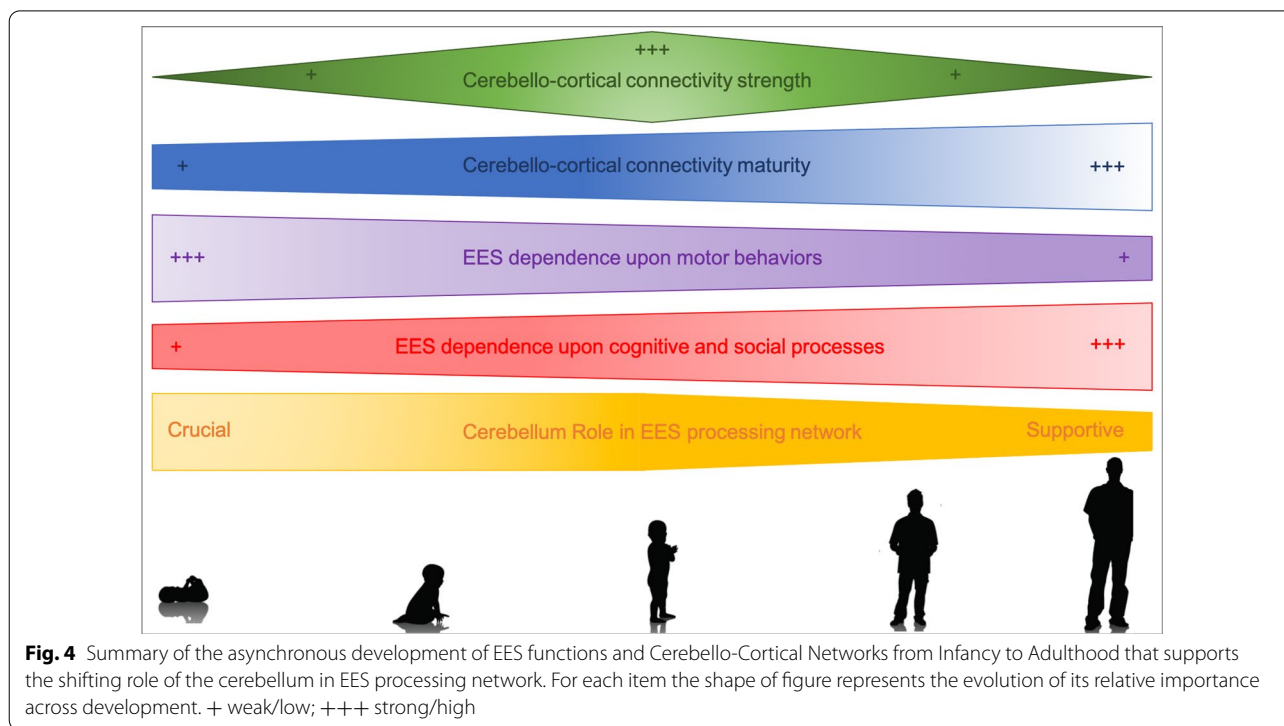 +++
+ Cerebello-cortical connectivity strength +
+ Cerebello-cortical connectivity maturity +++
+++ EES dependence upon motor behaviors +
+ EES dependence upon cognitive and social processes +++
Crucial Cerebellum Role in EES processing network Supportive
Fig. 4 Summary of the asynchronous development of EES functions and Cerebello-Cortical Networks from Infancy to Adulthood that supports
the shifting role of the cerebellum in EES processing network. For each item the shape of figure represents the evolution of its relative importance
across development. + weak/low; +++ strong/high